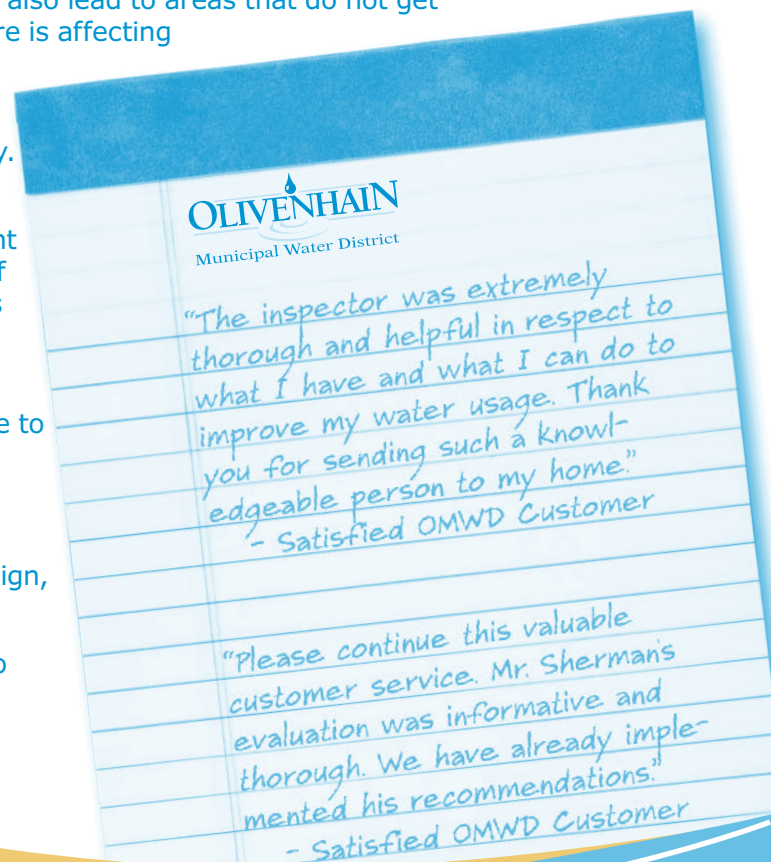 also lead to areas that do not get
re is affecting
y.
nt
f
s
e to
ign,
o
OLIVENHAIN
Municipal Water District
“The inspector was extremely
thorough and helpful in respect to
what I have and what I can do to
improve my water usage. Thank
you for sending such a knowl-
edgeable person to my home.”
- Satisfied OMWD Customer
“Please continue this valuable
customer service. Mr. Sherman's
evaluation was informative and
thorough. We have already imple-
mented his recommendations.”
- Satisfied OMWD Customer